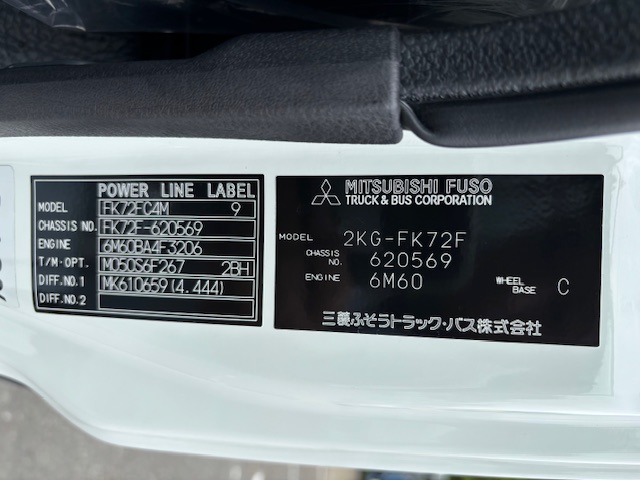 POWER LINE LABEL
MODEL FK72FC4M 9
CHASSIS NO. FK72F-620569
ENGINE 6M60BA4F-3206
T/M·OPT. M050S6F267 2BH
DIFF.NO.1 MK610659(4.444)
DIFF.NO.2
MITSUBISHI FUSO
TRUCK & BUS CORPORATION
MODEL 2KG-FK72F
CHASSIS NO. 620569
ENGINE 6M60 WHEEL BASE C
三菱ふそうトラック・バス株式会社